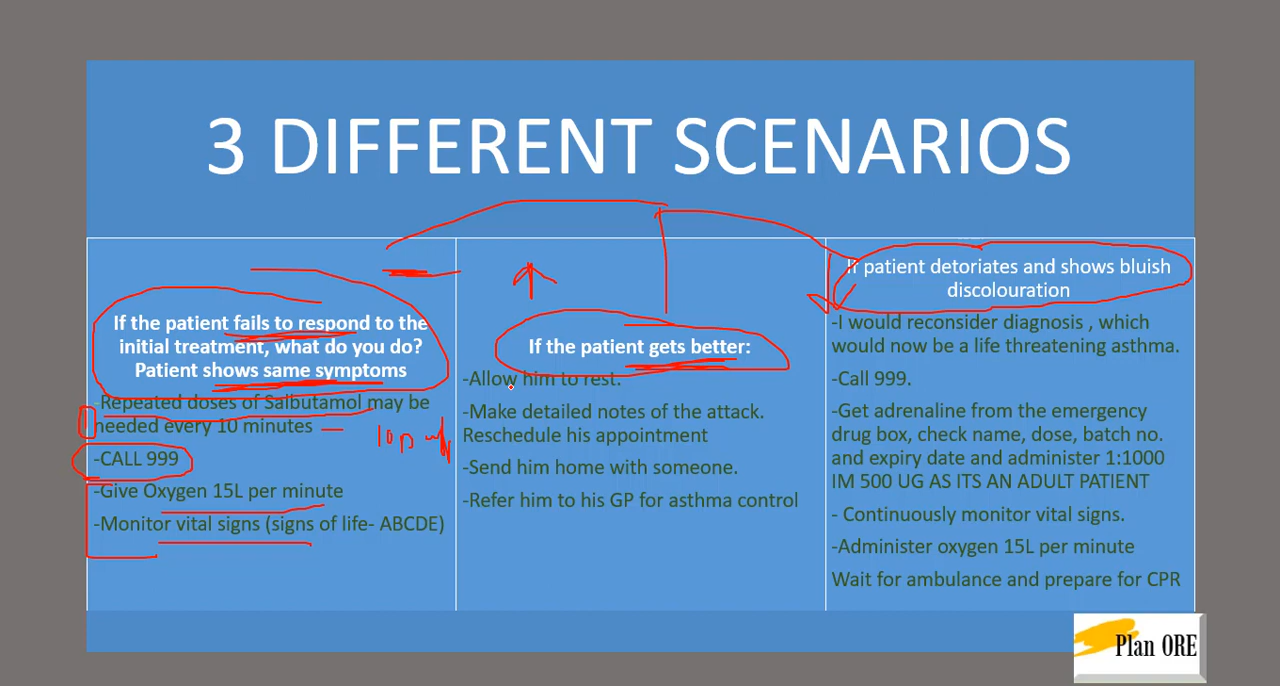 3 DIFFERENT SCENARIOS
If the patient fails to respond to the
initial treatment, what do you do?
Patient shows same symptoms
-Repeated doses of Salbutamol may be
needed every 10 minutes
-CALL 999
-Give Oxygen 15L per minute
-Monitor vital signs (signs of life- ABCDE)
If the patient gets better:
-Allow him to rest.
-Make detailed notes of the attack.
Reschedule his appointment
-Send him home with someone.
-Refer him to his GP for asthma control
If patient detoriates and shows bluish
discolouration
-I would reconsider diagnosis , which
would now be a life threatening asthma.
-Call 999.
-Get adrenaline from the emergency
drug box, check name, dose, batch no.
and expiry date and administer 1:1000
IM 500 UG AS ITS AN ADULT PATIENT
- Continuously monitor vital signs.
-Administer oxygen 15L per minute
Wait for ambulance and prepare for CPR
Plan ORE